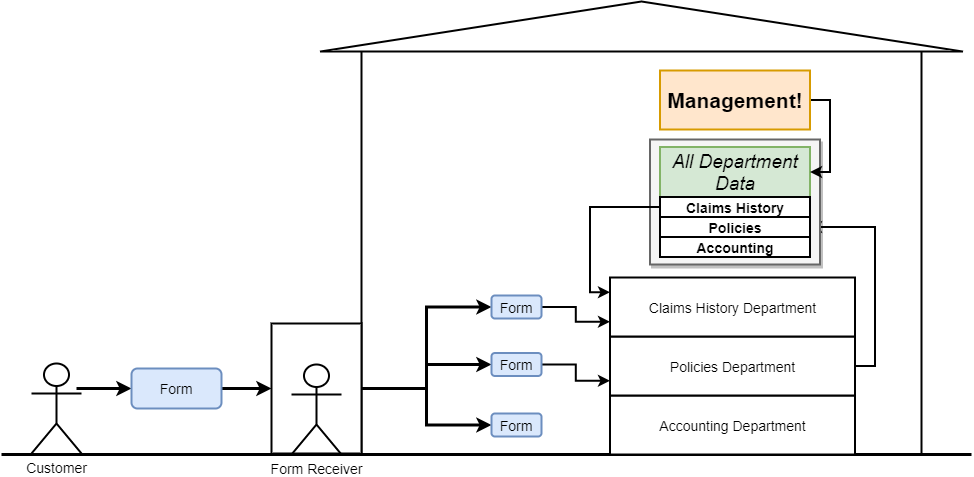 Management!
All Department
Data
Claims History
Policies
Accounting
Form
Claims History Department
Form
Policies Department
Form
Form
Accounting Department
Customer
Form Receiver